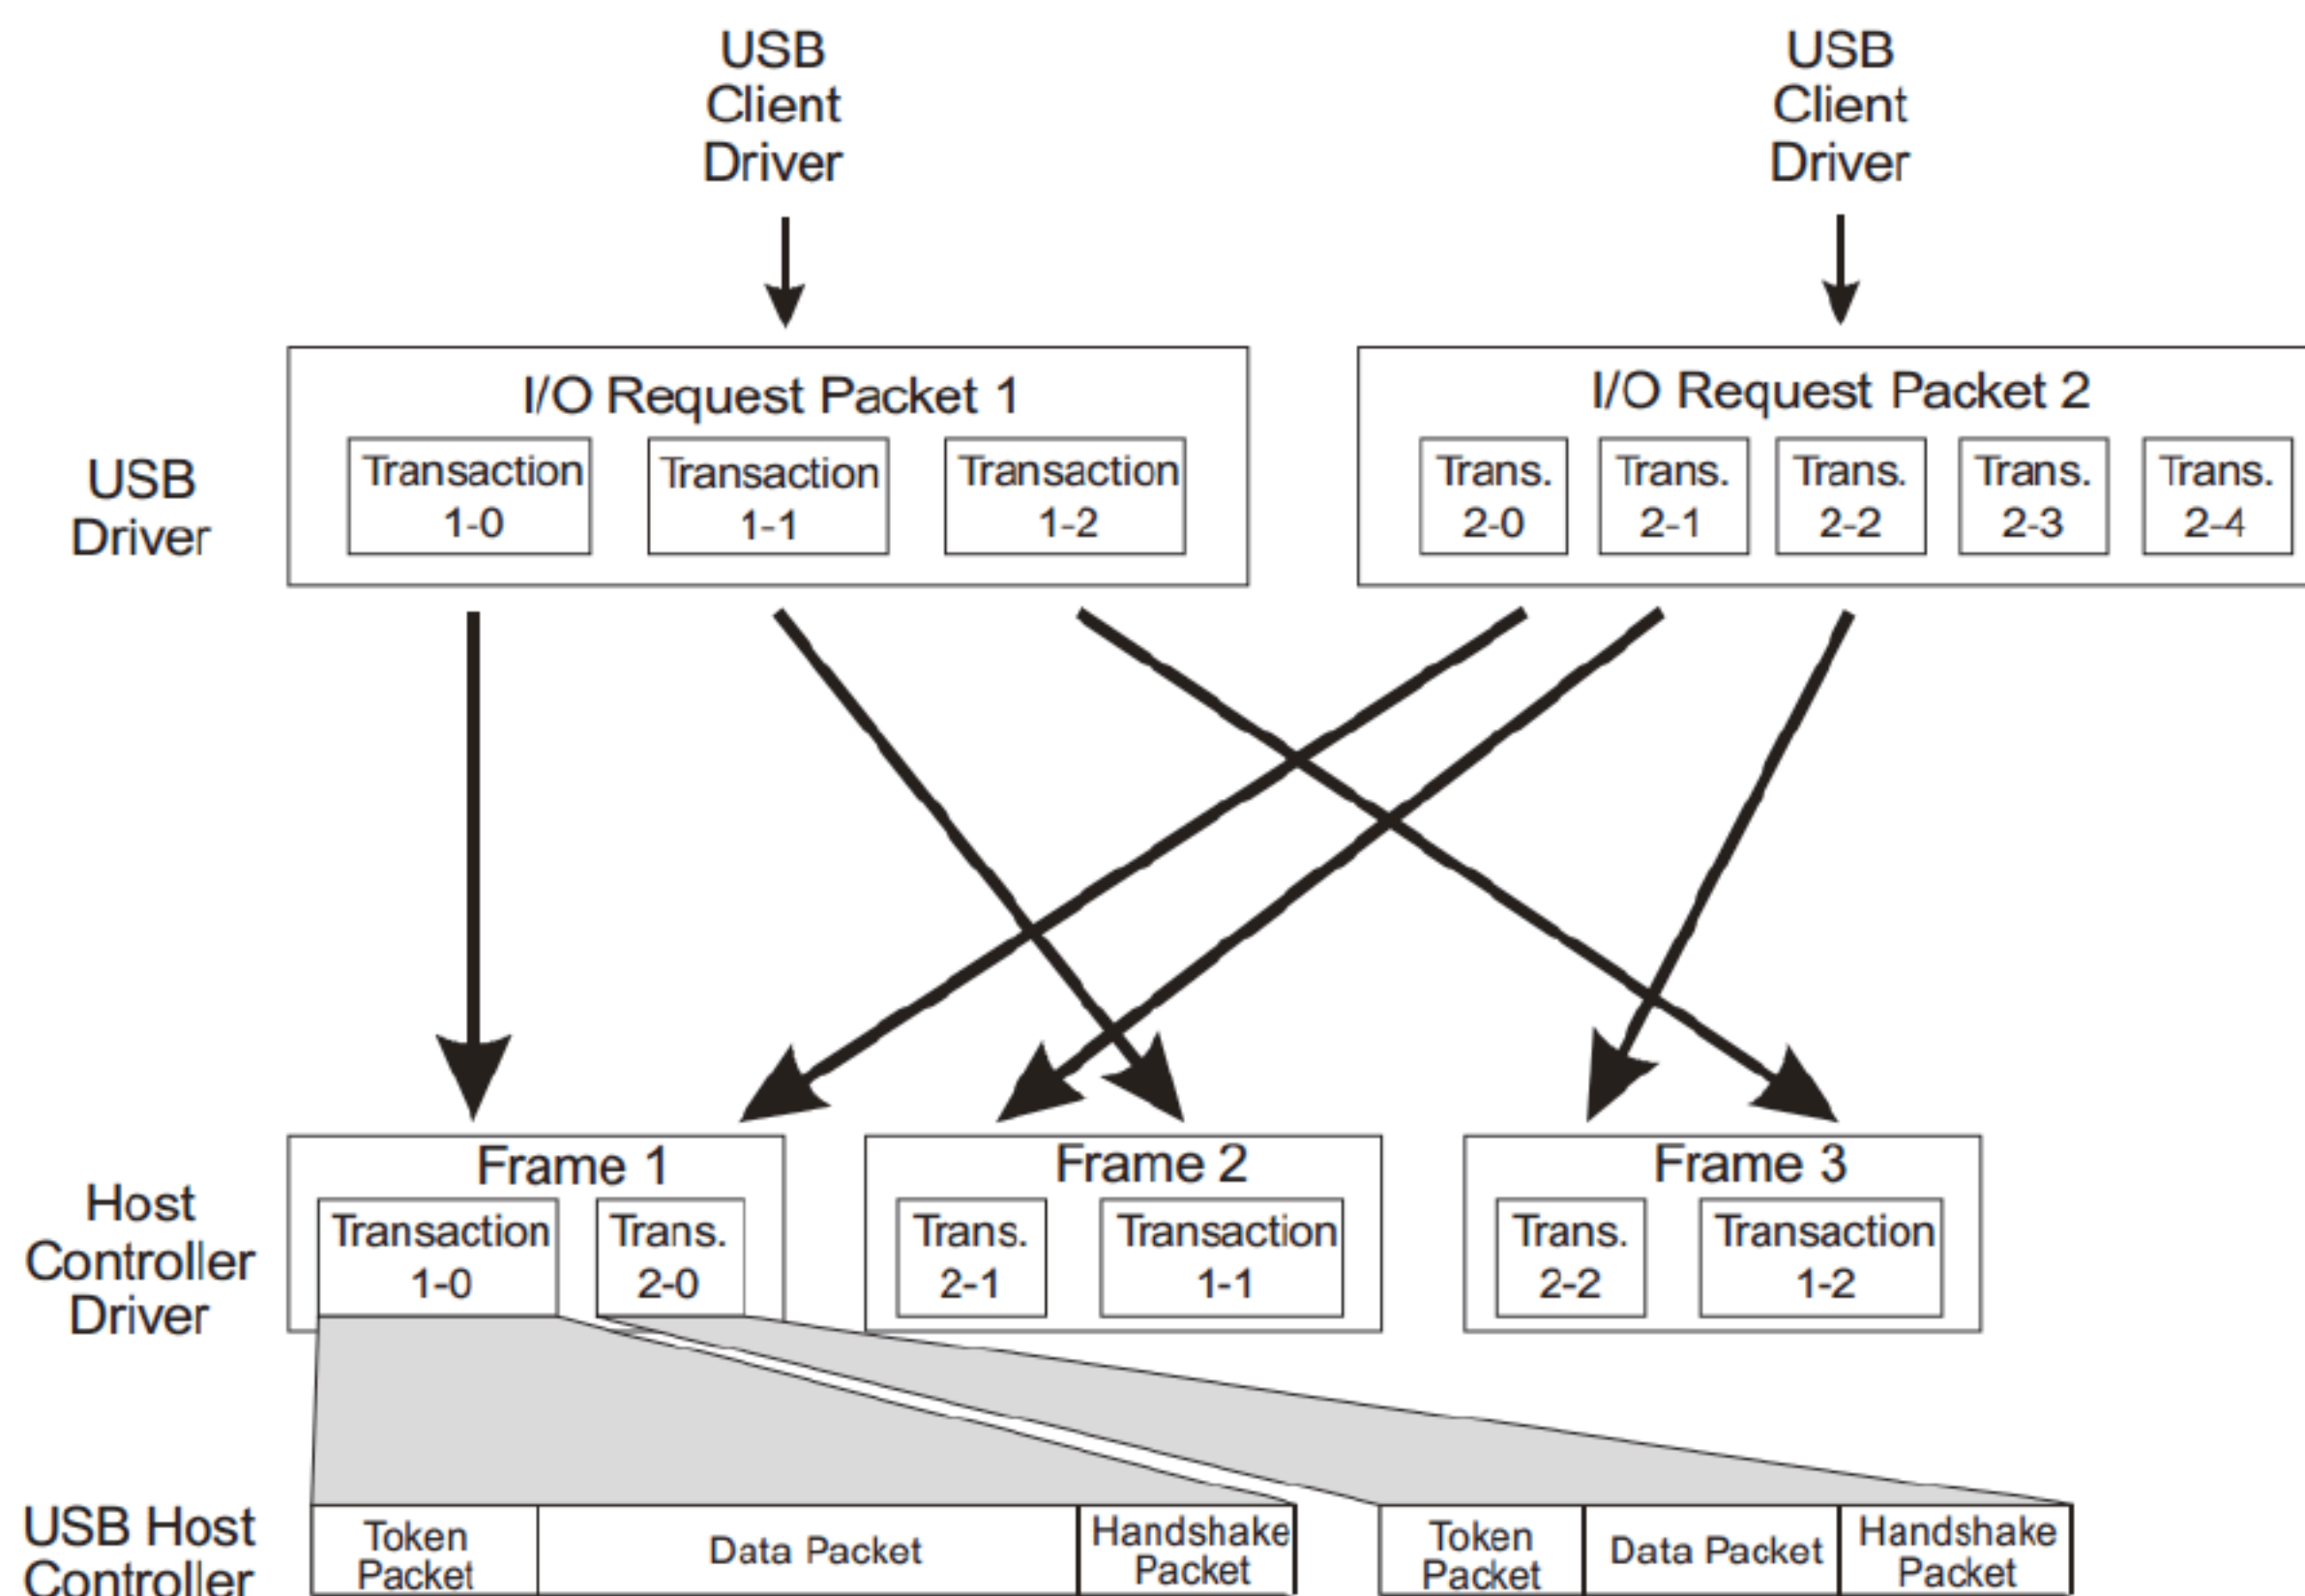 USB
Client
Driver
USB
Client
Driver
I/O Request Packet 1
I/O Request Packet 2
USB
Driver
Transaction
1-0
Transaction
1-1
Transaction
1-2
Trans.
2-0
Trans.
2-1
Trans.
2-2
Trans.
2-3
Trans.
2-4
Host
Controller
Driver
Frame 1
Transaction
1-0
Trans.
2-0
Frame 2
Trans.
2-1
Transaction
1-1
Frame 3
Trans.
2-2
Transaction
1-2
USB Host
Controller
Token
Packet
Data Packet
Handshake
Packet
Token
Packet
Data Packet
Handshake
Packet